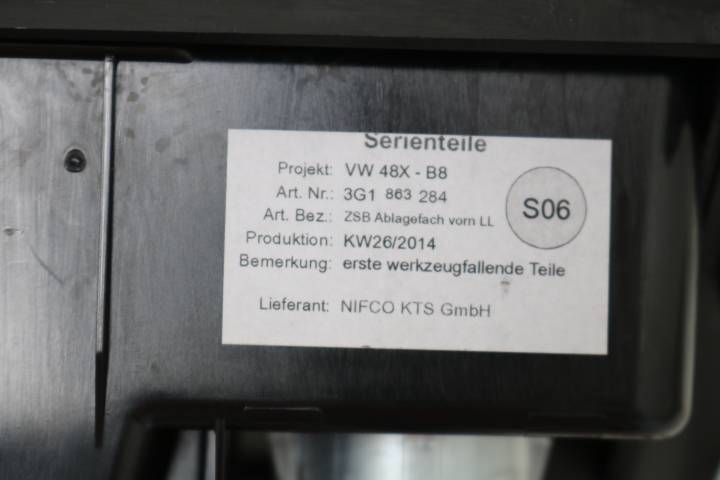 Serienteile
Projekt: VW 48X - B8
Art. Nr.: 3G1 863 284
S06
Art. Bez.: ZSB Ablagefach vorn LL
Produktion: KW26/2014
Bemerkung: erste werkzeugfallende Teile
Lieferant: NIFCO KTS GmbH